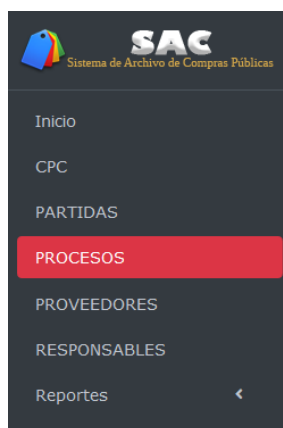 SAC
Sistema de Archivo de Compras Públicas
Inicio
CPC
PARTIDAS
PROCESOS
PROVEEDORES
RESPONSABLES
Reportes